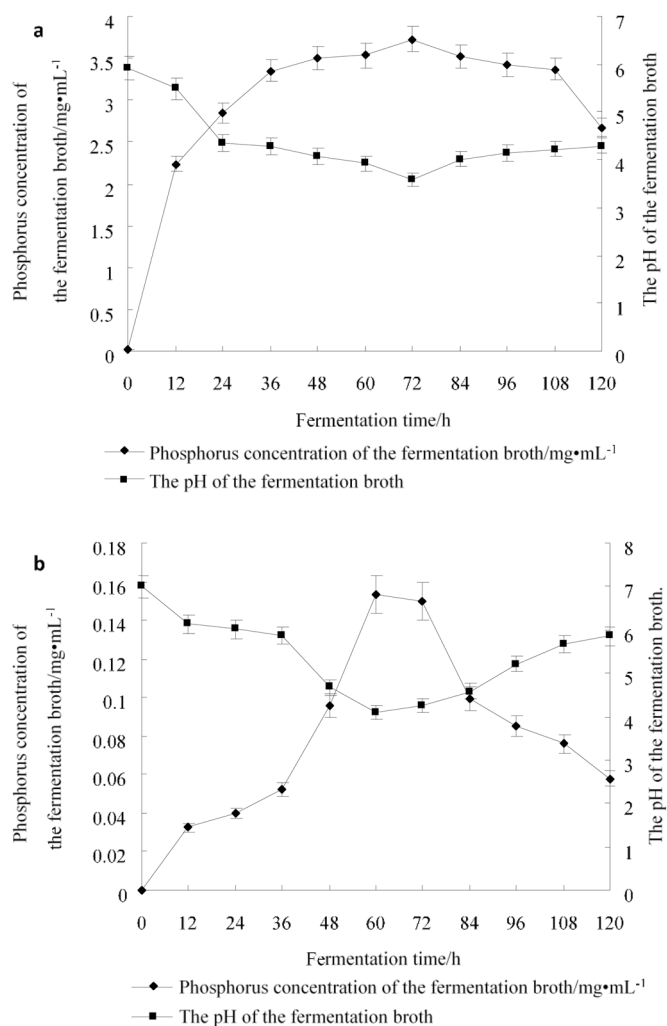 a
Phosphorus concentration of
the fermentation broth/mg•mL⁻¹
4
3.5
3
2.5
2
1.5
1
0.5
0
7
6
5
4
3
2
1
0
The pH of the fermentation broth
0 12 24 36 48 60 72 84 96 108 120
Fermentation time/h
Phosphorus concentration of the fermentation broth/mg•mL⁻¹
The pH of the fermentation broth
b
Phosphorus concentration of
the fermentation broth/mg•mL⁻¹
0.18
0.16
0.14
0.12
0.1
0.08
0.06
0.04
0.02
0
8
7
6
5
4
3
2
1
0
The pH of the fermentation broth.
0 12 24 36 48 60 72 84 96 108 120
Fermentation time/h
Phosphorus concentration of the fermentation broth/mg•mL⁻¹
The pH of the fermentation broth